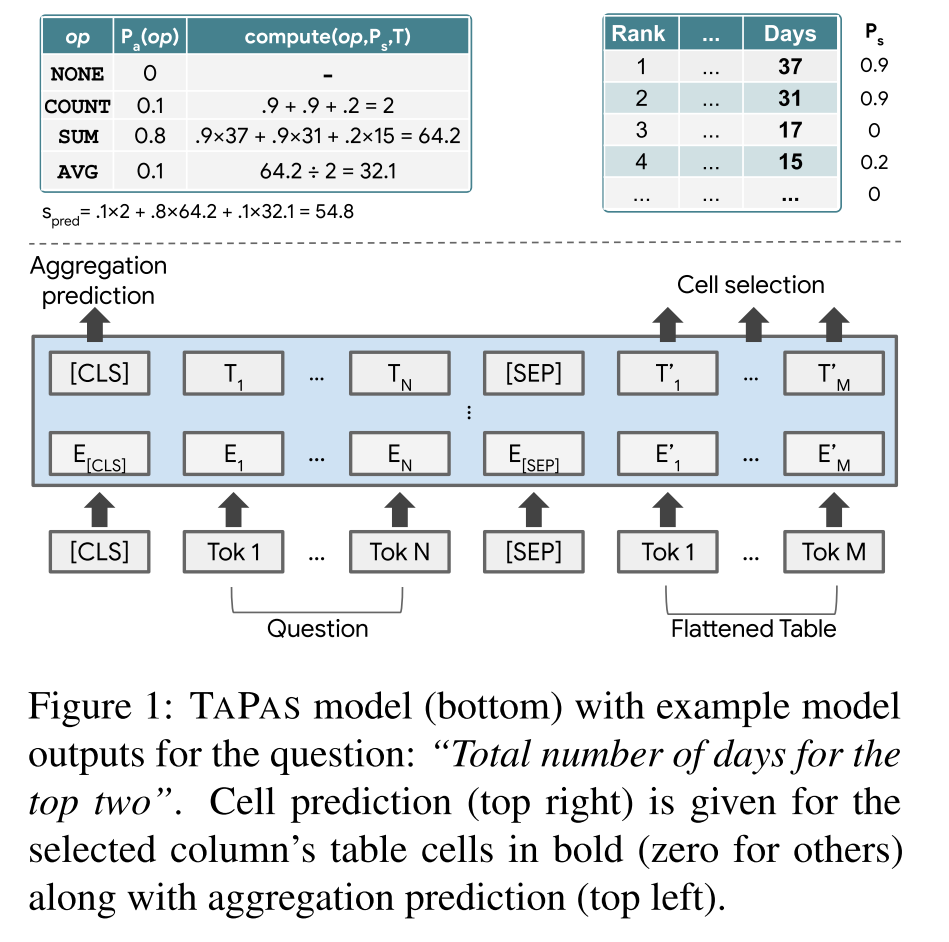 op P_a(op) compute(op,P_s,T)
NONE 0 -
COUNT 0.1 .9 + .9 + .2 = 2
SUM 0.8 .9×37 + .9×31 + .2×15 = 64.2
AVG 0.1 64.2 ÷ 2 = 32.1
s_pred= .1×2 + .8×64.2 + .1×32.1 = 54.8
Rank ... Days P_s
1 ... 37 0.9
2 ... 31 0.9
3 ... 17 0
4 ... 15 0.2
... ... ... 0
Aggregation
prediction
Cell selection
[CLS] T_1 ... T_N [SEP] T'_1 ... T'_M
⋮
E_[CLS] E_1 ... E_N E_[SEP] E'_1 ... E'_M
[CLS] Tok 1 ... Tok N [SEP] Tok 1 ... Tok M
Question Flattened Table
Figure 1: TAPAS model (bottom) with example model
outputs for the question: “Total number of days for the
top two”. Cell prediction (top right) is given for the
selected column’s table cells in bold (zero for others)
along with aggregation prediction (top left).